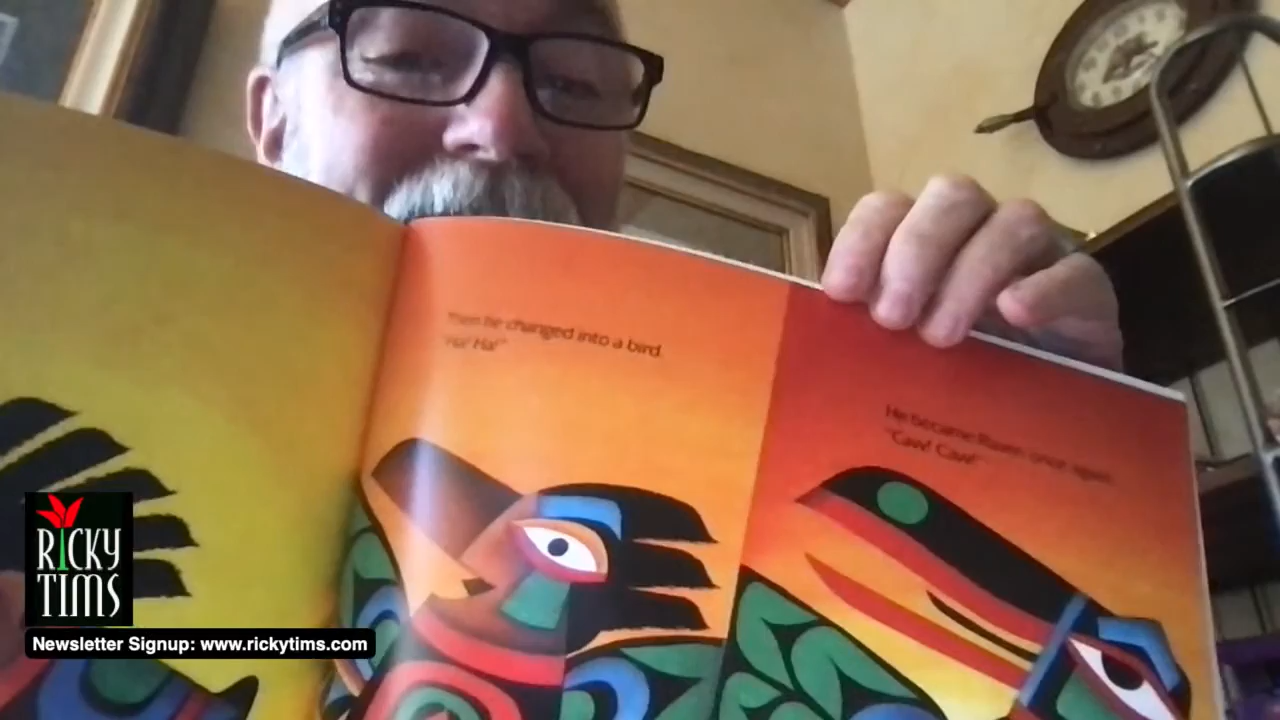 Then he changed into a bird.
"Ha! Ha!"
He became Raven once again.
"Caw! Caw!"
RICKY
TIMS
Newsletter Signup: www.rickytims.com